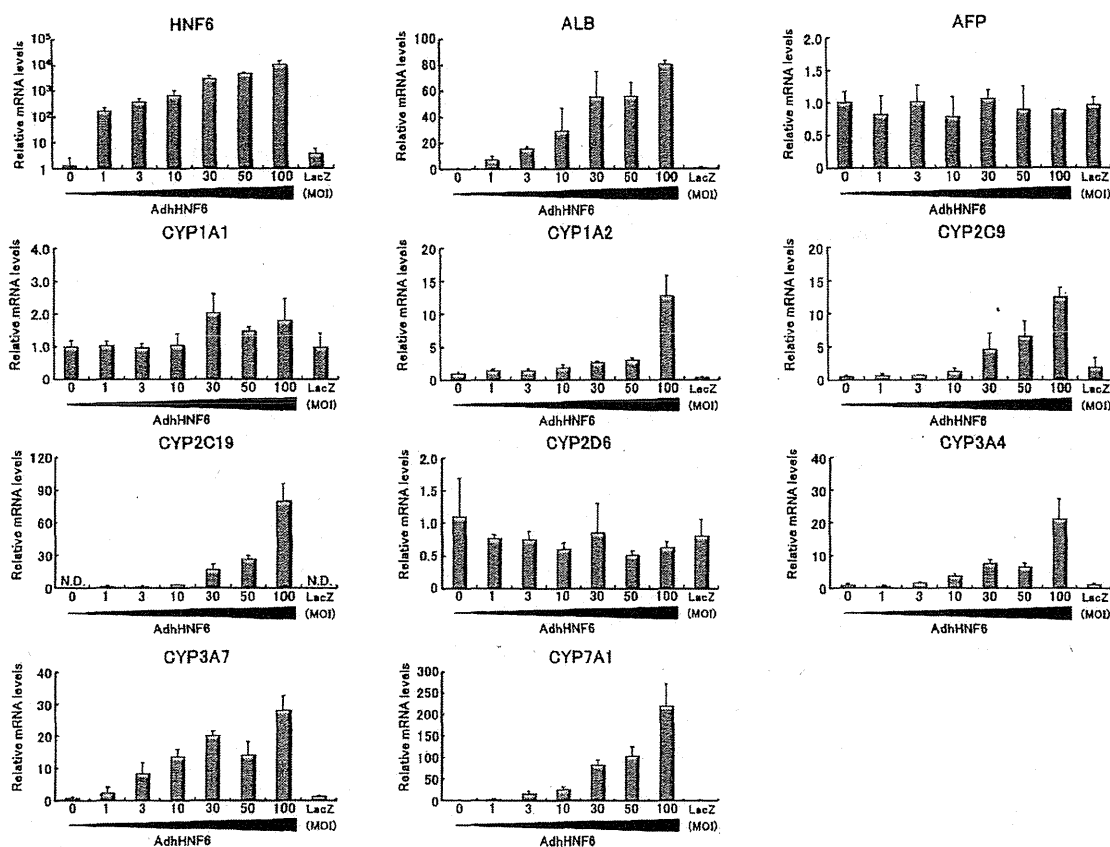 HNF6
Relative mRNA levels
10⁵
10⁴
10³
10²
10
1
0 1 3 10 30 50 100 LacZ
(MOI)
AdhHNF6
ALB
Relative mRNA levels
100
80
60
40
20
0
0 1 3 10 30 50 100 LacZ
(MOI)
AdhHNF6
AFP
Relative mRNA levels
2.0
1.5
1.0
0.5
0
0 1 3 10 30 50 100 LacZ
(MOI)
AdhHNF6
CYP1A1
Relative mRNA levels
4.0
3.0
2.0
1.0
0
0 1 3 10 30 50 100 LacZ
(MOI)
AdhHNF6
CYP1A2
Relative mRNA levels
20
15
10
5
0
0 1 3 10 30 50 100 LacZ
(MOI)
AdhHNF6
CYP2C9
Relative mRNA levels
20
15
10
5
0
0 1 3 10 30 50 100 LacZ
(MOI)
AdhHNF6
CYP2C19
Relative mRNA levels
120
90
60
30
0
N.D.
N.D.
0 1 3 10 30 50 100 LacZ
(MOI)
AdhHNF6
CYP2D6
Relative mRNA levels
2.0
1.5
1.0
0.5
0
0 1 3 10 30 50 100 LacZ
(MOI)
AdhHNF6
CYP3A4
Relative mRNA levels
40
30
20
10
0
0 1 3 10 30 50 100 LacZ
(MOI)
AdhHNF6
CYP3A7
Relative mRNA levels
40
30
20
10
0
0 1 3 10 30 50 100 LacZ
(MOI)
AdhHNF6
CYP7A1
Relative mRNA levels
300
250
200
150
100
50
0
0 1 3 10 30 50 100 LacZ
(MOI)
AdhHNF6